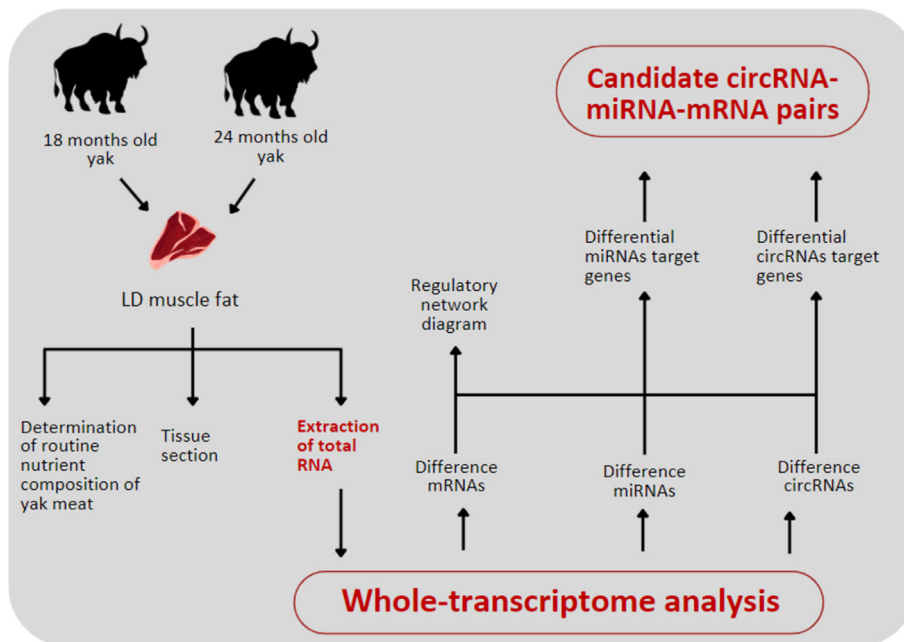 18 months old
yak
24 months old
yak
LD muscle fat
Determination
of routine
nutrient
composition of
yak meat
Tissue
section
Extraction
of total
RNA
Whole-transcriptome analysis
Difference
mRNAs
Difference
miRNAs
Difference
circRNAs
Regulatory
network
diagram
Differential
miRNAs target
genes
Differential
circRNAs target
genes
Candidate circRNA-
miRNA-mRNA pairs